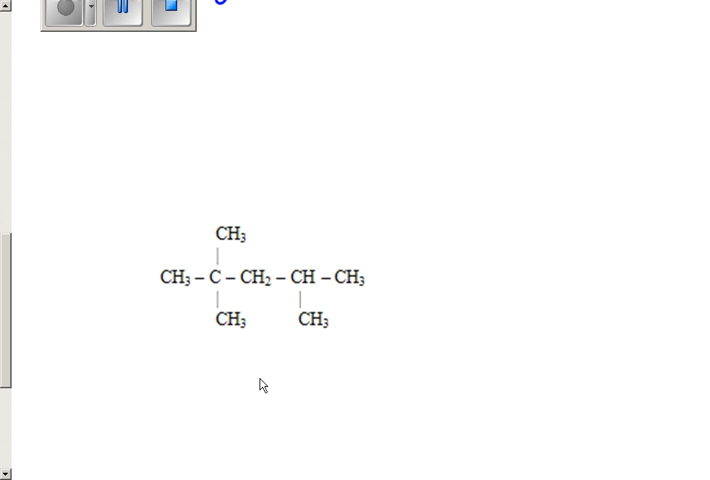 CH₃
CH₃ – C – CH₂ – CH – CH₃
CH₃ CH₃